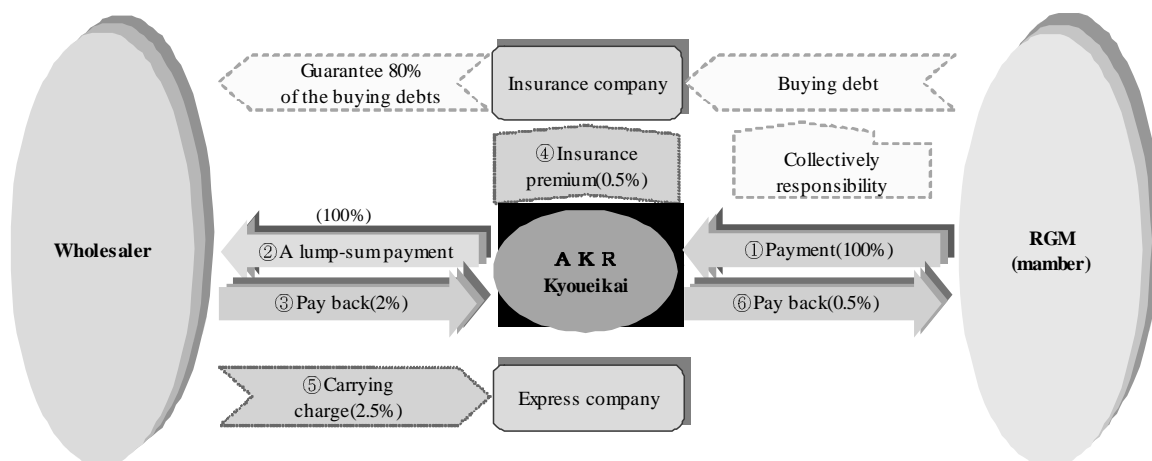 Guarantee 80%
of the buying debts
Insurance company
Buying debt
④Insurance
premium(0.5%)
Collectively
responsibility
(100%)
Wholesaler
②A lump-sum payment
ＡＫＲ
Kyoueikai
①Payment(100%)
RGM
(mamber)
③Pay back(2%)
⑥Pay back(0.5%)
⑤Carrying
charge(2.5%)
Express company